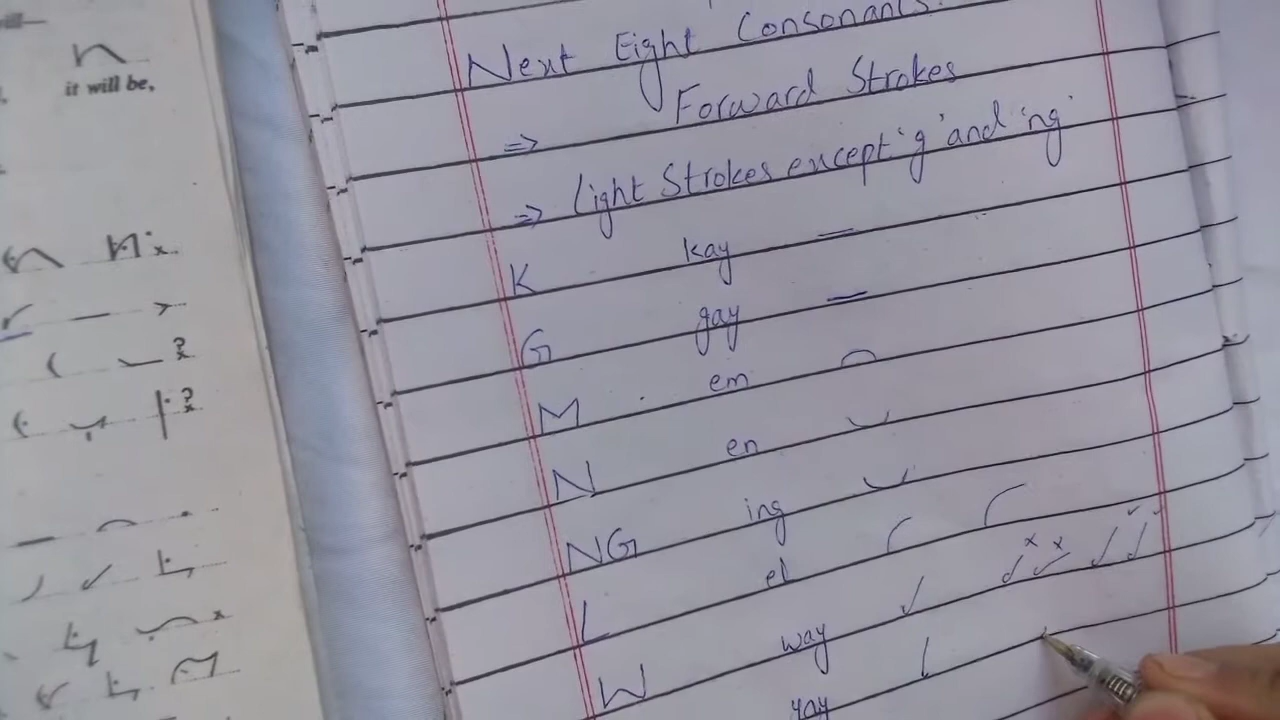 it will be,
Next Eight Consonants.
Forward Strokes
⇒
⇒ Light Strokes except 'g' and 'ng'
K kay
G gay
M em
N en
NG ing
L el
W way
yay